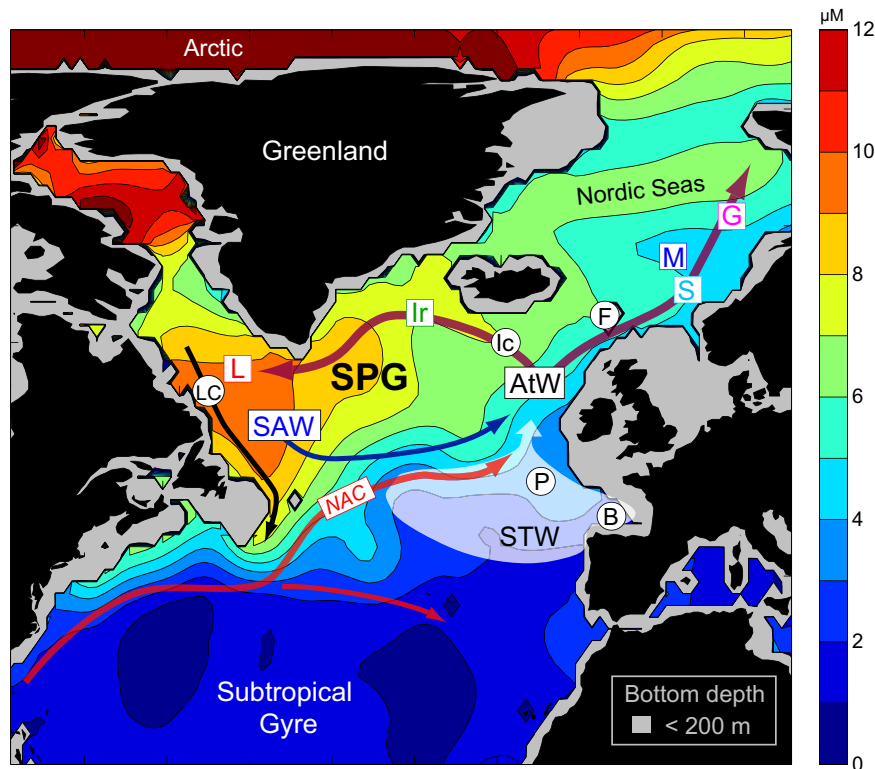 µM
Arctic
12
Greenland
10
Nordic Seas
G
M
8
S
Ir
F
Ic
L
SPG
AtW
LC
6
SAW
NAC
P
B
STW
4
2
Subtropical
Gyre
Bottom depth
< 200 m
0